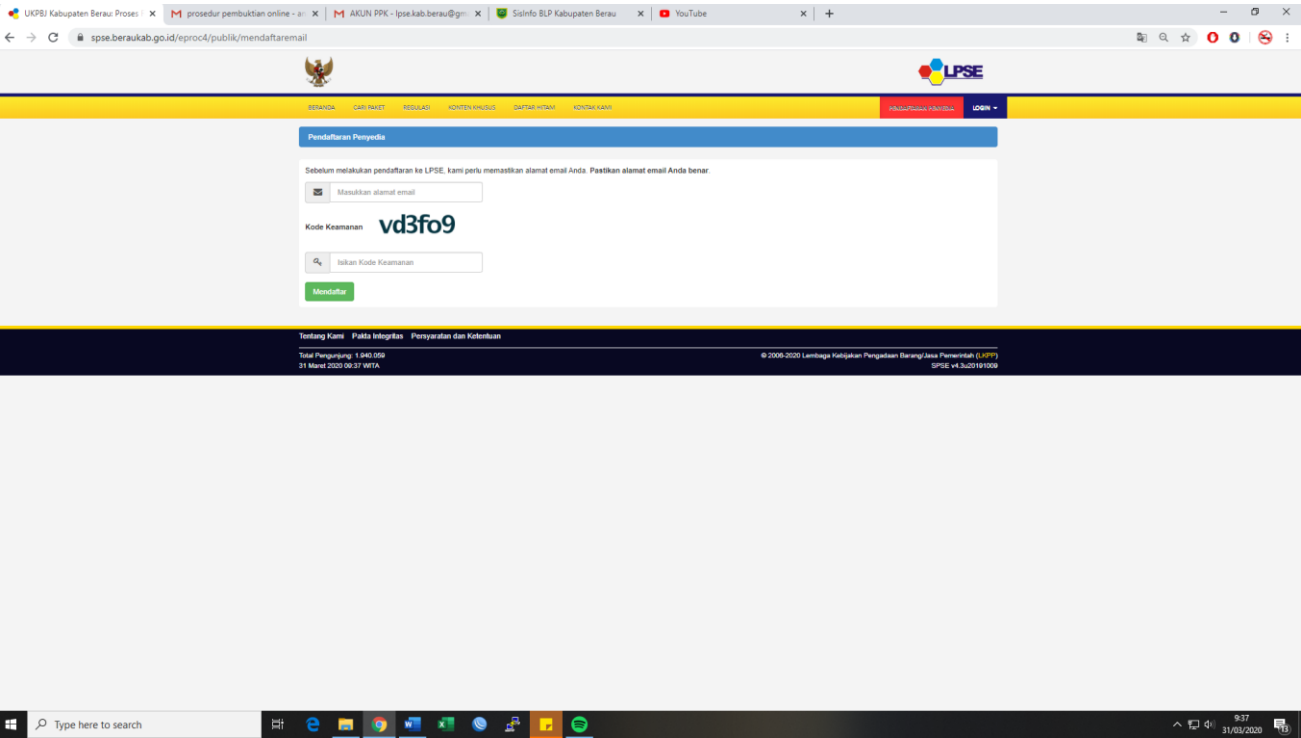 UKPBJ Kabupaten Berau: Proses
prosedur pembuktian online - an
AKUN PPK - lpse.kab.berau@gm
SisInfo BLP Kabupaten Berau
YouTube
spse.beraukab.go.id/eproc4/publik/mendaftaremail
LPSE
BERANDA CARI PAKET REGULASI KONTEN KHUSUS DAFTAR HITAM KONTAK KAMI PENDAFTARAN PENYEDIA LOGIN
Pendaftaran Penyedia
Sebelum melakukan pendaftaran ke LPSE, kami perlu memastikan alamat email Anda. Pastikan alamat email Anda benar.
Masukkan alamat email
Kode Keamanan vd3fo9
Isikan Kode Keamanan
Mendaftar
Tentang Kami Pakta Integritas Persyaratan dan Ketentuan
Total Pengunjung: 1.940.059
© 2006-2020 Lembaga Kebijakan Pengadaan Barang/Jasa Pemerintah (LKPP)
31 Maret 2020 09:37 WITA
SPSE v4.3u20191009
Type here to search
9:37
31/03/2020
13